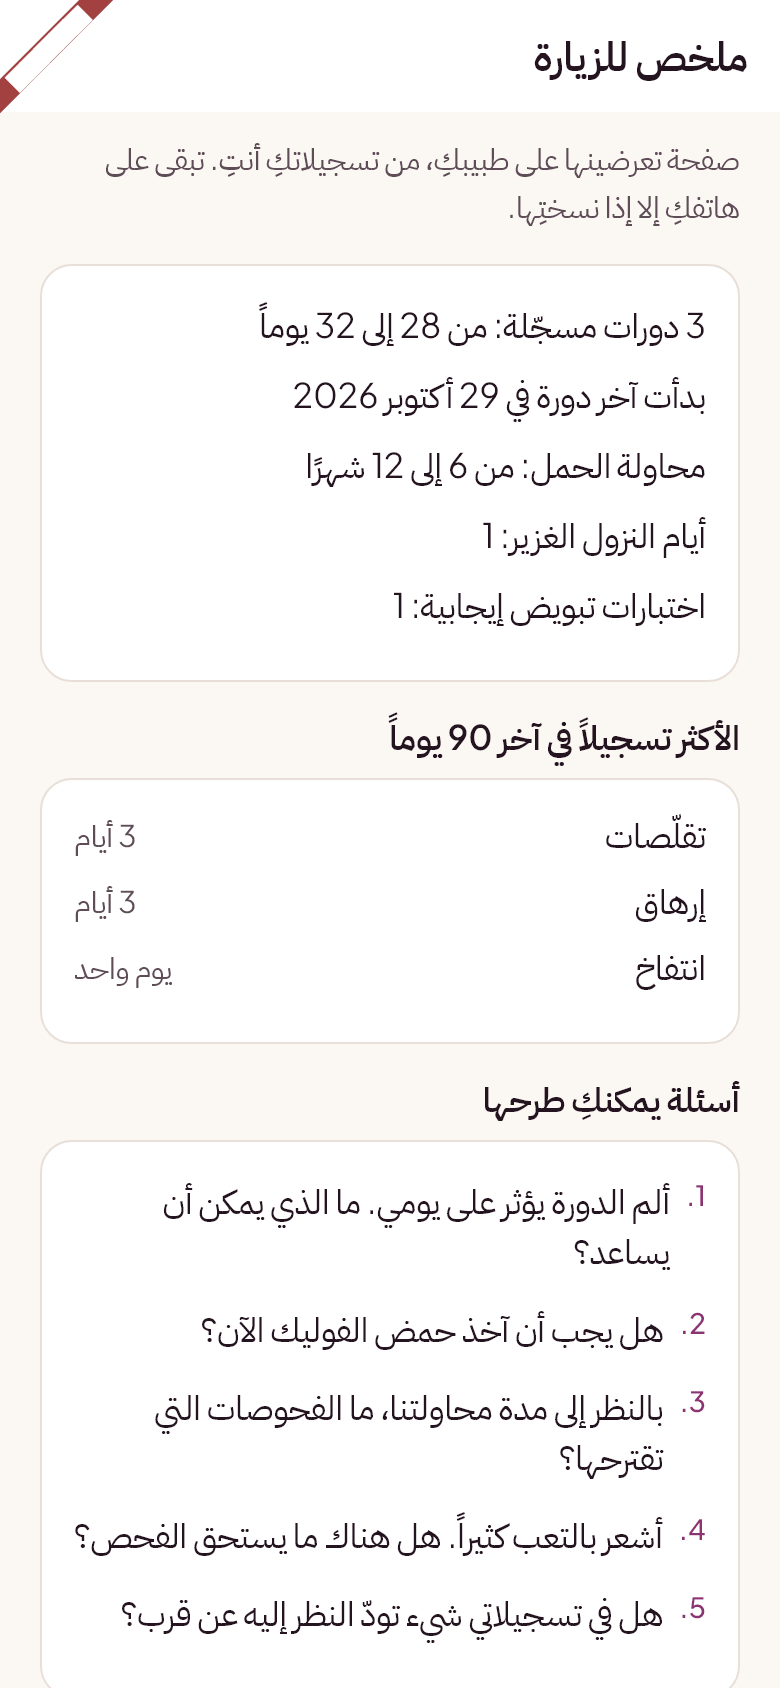 ملخص للزيارة
صفحة تعرضينها على طبيبكِ، من تسجيلاتكِ أنتِ. تبقى على
هاتفكِ إلا إذا نسختِها.
3 دورات مسجّلة: من 28 إلى 32 يوماً
بدأت آخر دورة في 29 أكتوبر 2026
محاولة الحمل: من 6 إلى 12 شهرًا
أيام النزول الغزير: 1
اختبارات تبويض إيجابية: 1
الأكثر تسجيلاً في آخر 90 يوماً
تقلّصات 3 أيام
إرهاق 3 أيام
انتفاخ يوم واحد
أسئلة يمكنكِ طرحها
1. ألم الدورة يؤثر على يومي. ما الذي يمكن أن
يساعد؟
2. هل يجب أن آخذ حمض الفوليك الآن؟
3. بالنظر إلى مدة محاولتنا، ما الفحوصات التي
تقترحها؟
4. أشعر بالتعب كثيراً. هل هناك ما يستحق الفحص؟
5. هل في تسجيلاتي شيء تودّ النظر إليه عن قرب؟